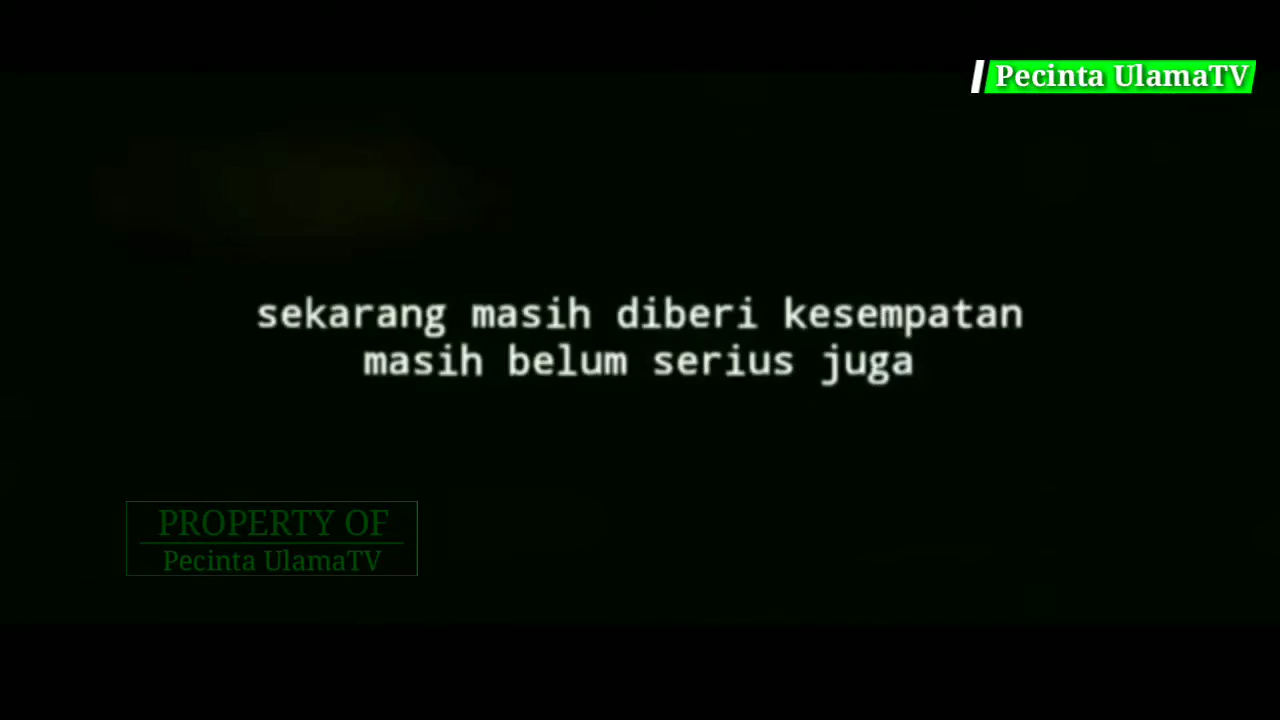 Pecinta UlamaTV
sekarang masih diberi kesempatan
masih belum serius juga
PROPERTY OF
Pecinta UlamaTV